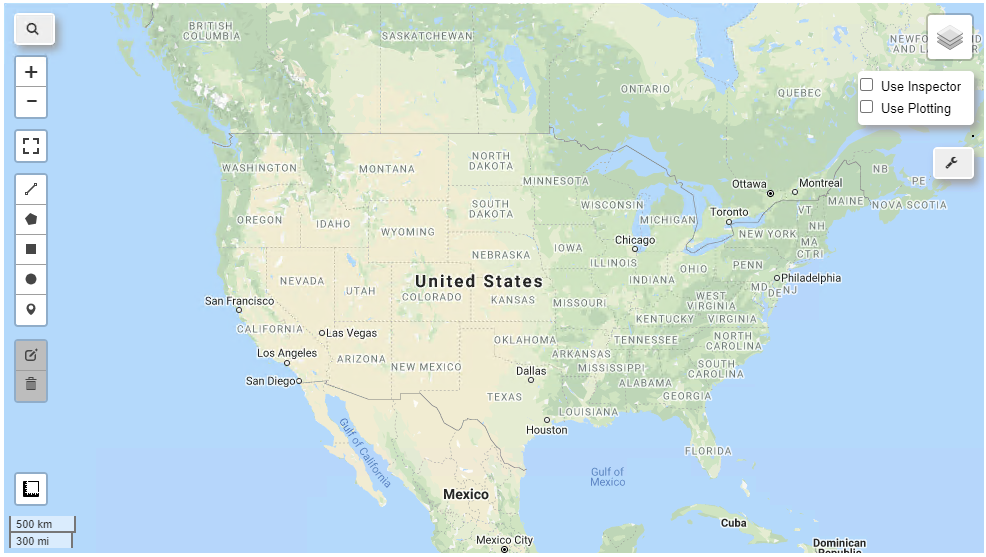 BRITISH
COLUMBIA
SASKATCHEWAN
NEWFO
ND
AND LA
R
ONTARIO
QUEBEC
Use Inspector
Use Plotting
+
−
WASHINGTON
MONTANA
NORTH
DAKOTA
MINNESOTA
Ottawa
Montreal
NB
PE
MAINE
NOVA SCOTIA
OREGON
IDAHO
WYOMING
SOUTH
DAKOTA
WISCONSIN
MICHIGAN
Toronto
VT
NH
NEW YORK
MA
CT
RI
Chicago
NEBRASKA
IOWA
ILLINOIS
INDIANA
OHIO
PENN
Philadelphia
MD
DE
NJ
NEVADA
UTAH
COLORADO
United States
KANSAS
MISSOURI
WEST
VIRGINIA
VIRGINIA
KENTUCKY
San Francisco
CALIFORNIA
Las Vegas
OKLAHOMA
TENNESSEE
NORTH
CAROLINA
Los Angeles
ARIZONA
NEW MEXICO
ARKANSAS
MISSISSIPPI
SOUTH
CAROLINA
San Diego
Dallas
ALABAMA
GEORGIA
TEXAS
LOUISIANA
Houston
FLORIDA
Gulf of California
Gulf of
Mexico
Mexico
Cuba
Mexico City
Dominican
Republic
500 km
300 mi